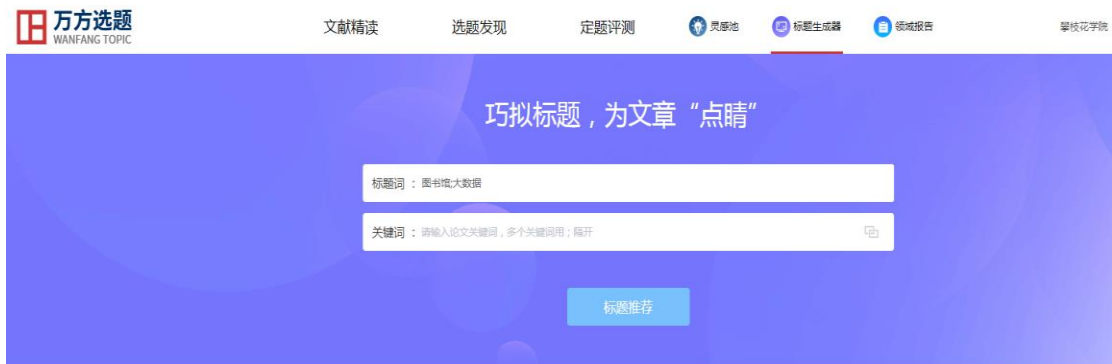 万方选题
WANFANG TOPIC
文献精读 选题发现 定题评测 灵感池 标题生成器 领域报告 攀枝花学院
巧拟标题，为文章“点睛”
标题词 ：图书馆;大数据
关键词 ：请输入论文关键词，多个关键词用；隔开
标题推荐